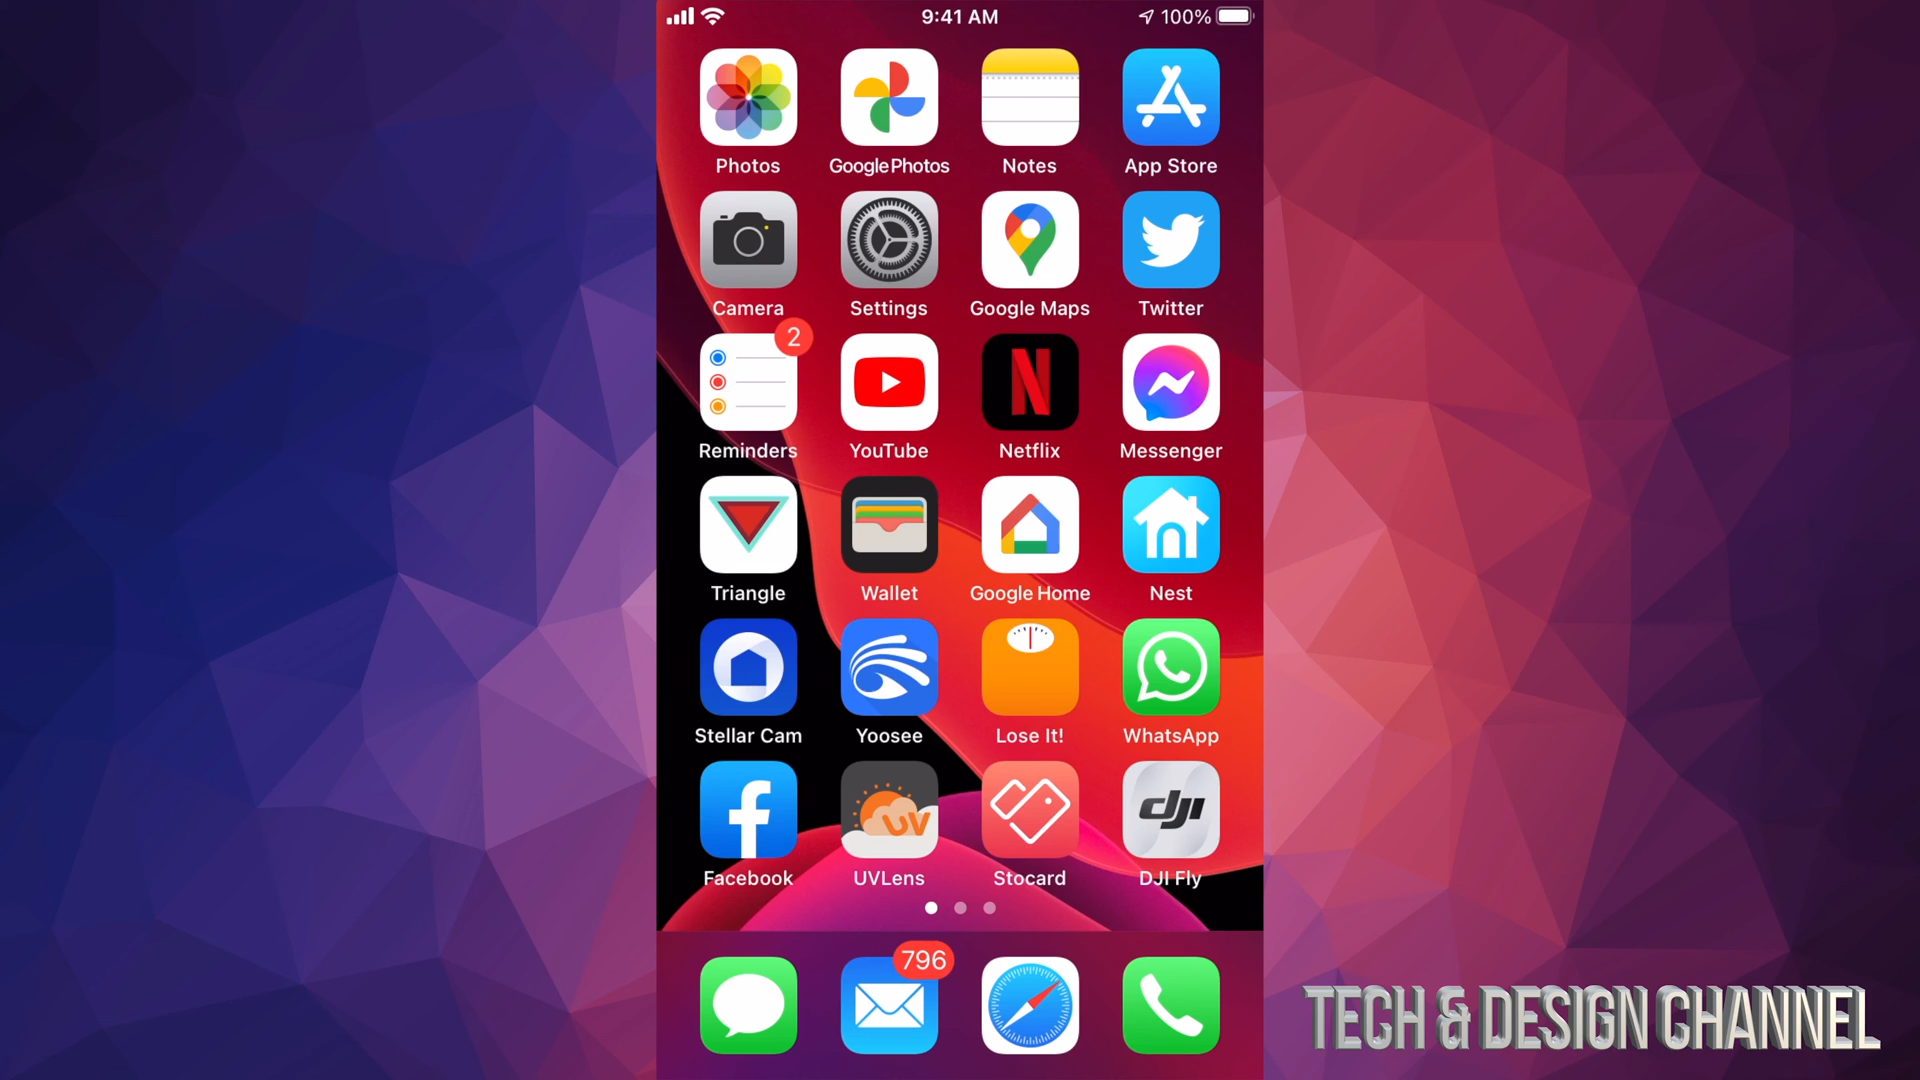 9:41 AM 100%
Photos Google Photos Notes App Store
Camera Settings Google Maps Twitter
2
N
Reminders YouTube Netflix Messenger
Triangle Wallet Google Home Nest
Stellar Cam Yoosee Lose It! WhatsApp
f UV dji
Facebook UVLens Stocard DJI Fly
796
TECH & DESIGN CHANNEL